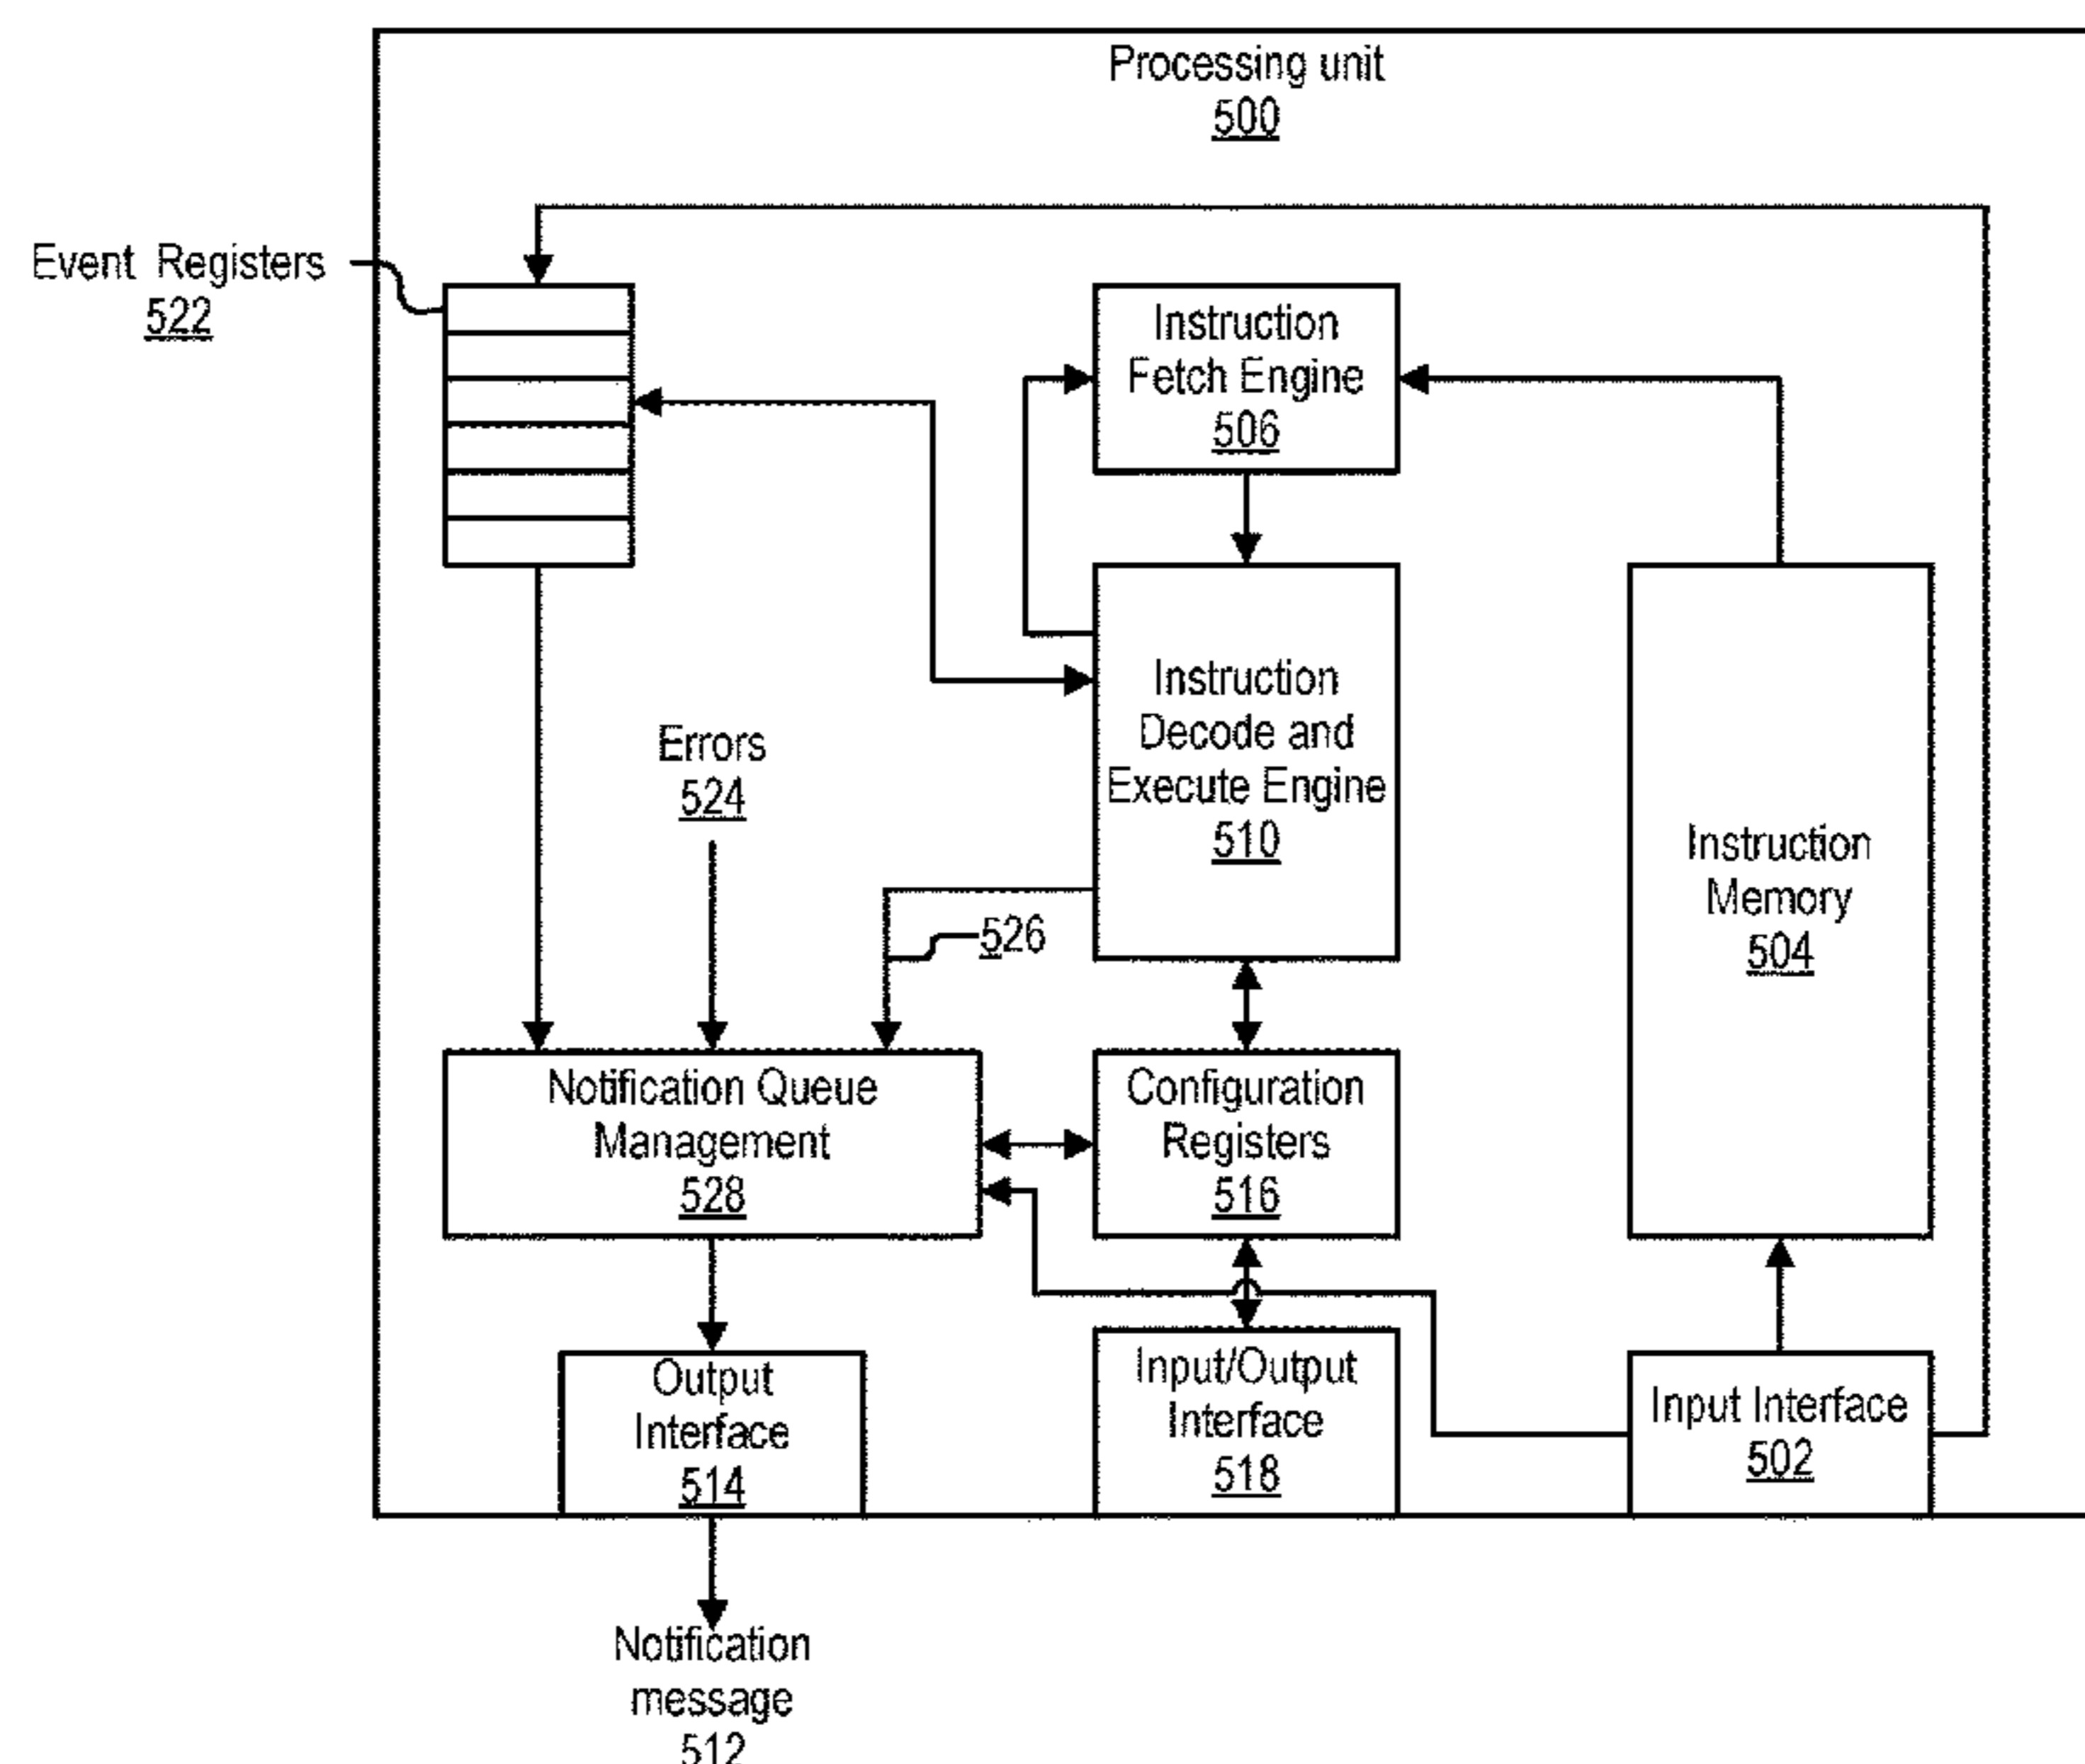 Processing unit
500
Event Registers
522
Instruction
Fetch Engine
506
Instruction
Decode and
Execute Engine
510
Errors
524
526
Instruction
Memory
504
Notification Queue
Management
528
Configuration
Registers
516
Output
Interface
514
Input/Output
Interface
518
Input Interface
502
Notification
message
512